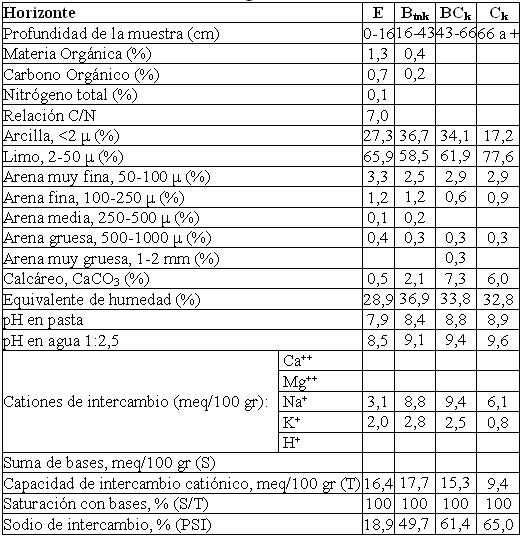 Horizonte E Btnk BCk Ck
Profundidad de la muestra (cm) 0-16 16-43 43-66 66 a +
Materia Orgánica (%) 1,3 0,4
Carbono Orgánico (%) 0,7 0,2
Nitrógeno total (%) 0,1
Relación C/N 7,0
Arcilla, <2 μ (%) 27,3 36,7 34,1 17,2
Limo, 2-50 μ (%) 65,9 58,5 61,9 77,6
Arena muy fina, 50-100 μ (%) 3,3 2,5 2,9 2,9
Arena fina, 100-250 μ (%) 1,2 1,2 0,6 0,9
Arena media, 250-500 μ (%) 0,1 0,2
Arena gruesa, 500-1000 μ (%) 0,4 0,3 0,3 0,3
Arena muy gruesa, 1-2 mm (%) 0,3
Calcáreo, CaCO3 (%) 0,5 2,1 7,3 6,0
Equivalente de humedad (%) 28,9 36,9 33,8 32,8
pH en pasta 7,9 8,4 8,8 8,9
pH en agua 1:2,5 8,5 9,1 9,4 9,6
Cationes de intercambio (meq/100 gr):
Ca++
Mg++
Na+ 3,1 8,8 9,4 6,1
K+ 2,0 2,8 2,5 0,8
H+
Suma de bases, meq/100 gr (S)
Capacidad de intercambio catiónico, meq/100 gr (T) 16,4 17,7 15,3 9,4
Saturación con bases, % (S/T) 100 100 100 100
Sodio de intercambio, % (PSI) 18,9 49,7 61,4 65,0